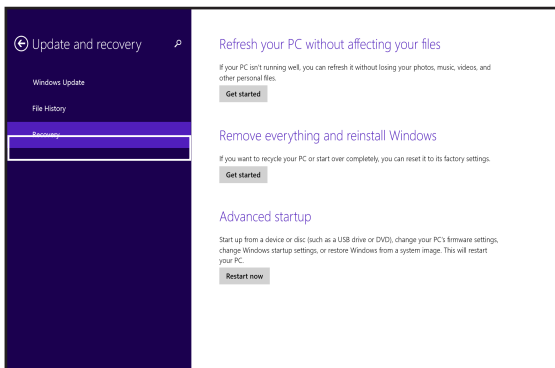 Update and recovery
Windows Update
File History
Recovery
Refresh your PC without affecting your files
If your PC isn't running well, you can refresh it without losing your photos, music, videos, and
other personal files.
Get started
Remove everything and reinstall Windows
If you want to recycle your PC or start over completely, you can reset it to its factory settings.
Get started
Advanced startup
Start up from a device or disc (such as a USB drive or DVD), change your PC's firmware settings,
change Windows startup settings, or restore Windows from a system image. This will restart
your PC.
Restart now